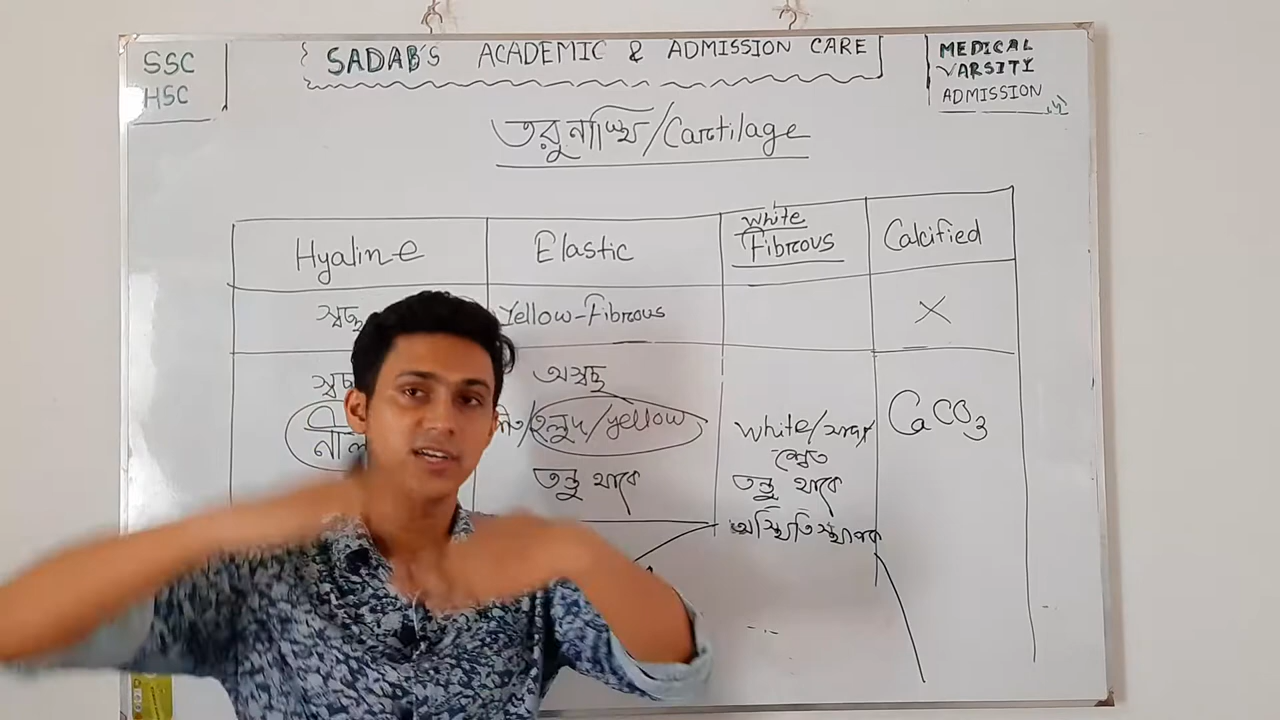 SSC
HSC
SADAB'S ACADEMIC & ADMISSION CARE
MEDICAL
VARSITY
ADMISSION
তরুনাস্থি/Cartilage
Hyaline
Elastic
White
Fibrous
Calcified
স্বচ্ছ
Yellow-Fibrous
X
অস্বচ্ছ
হলুদ/yellow
তন্তু থাকে
নীল
white/সাদা
শ্বেত
তন্তু থাকে
অস্থিতিস্থাপক
CaCO3